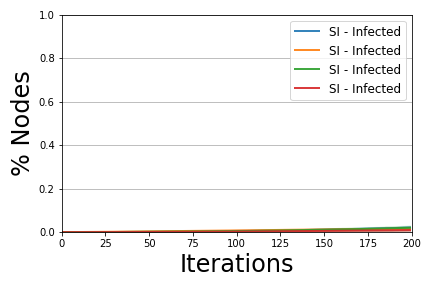 1.0
0.8
0.6
0.4
0.2
0.0
% Nodes
SI - Infected
SI - Infected
SI - Infected
SI - Infected
0 25 50 75 100 125 150 175 200
Iterations